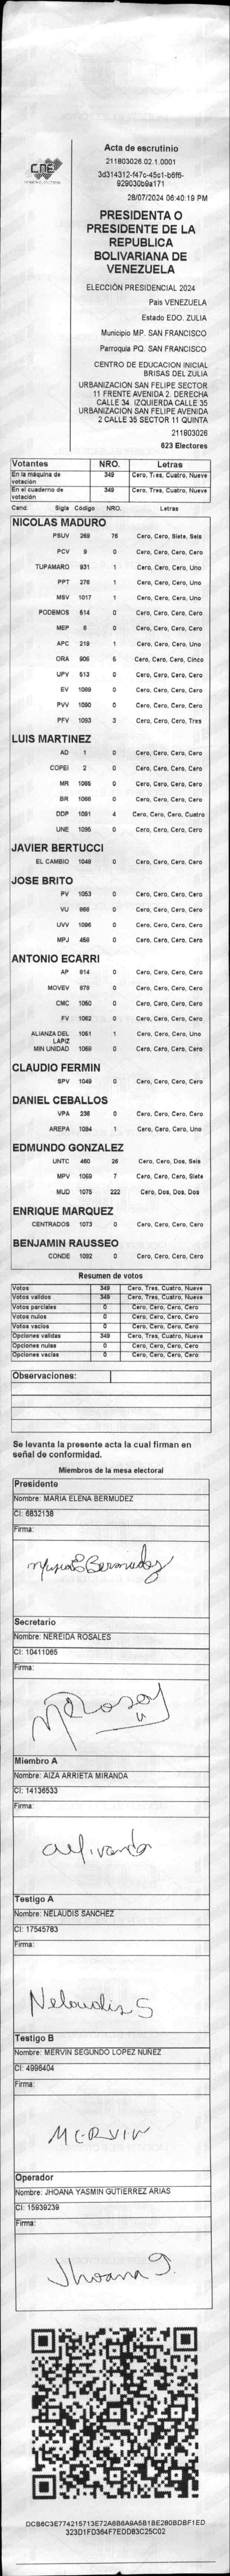 CNE
Acta de escrutinio
211803026.02.1.0001
3d314312-f47c-45c1-b6f6-
929030b9a171
28/07/2024 06:40:19 PM
PRESIDENTA O
PRESIDENTE DE LA
REPUBLICA
BOLIVARIANA DE
VENEZUELA
ELECCIÓN PRESIDENCIAL 2024
Pais VENEZUELA
Estado EDO. ZULIA
Municipio MP. SAN FRANCISCO
Parroquia PQ. SAN FRANCISCO
CENTRO DE EDUCACION INICIAL
BRISAS DEL ZULIA
URBANIZACION SAN FELIPE SECTOR
11 FRENTE AVENIDA 2. DERECHA
CALLE 34. IZQUIERDA CALLE 35
URBANIZACION SAN FELIPE AVENIDA
2 CALLE 35 SECTOR 11 QUINTA
211803026
623 Electores
Votantes NRO. Letras
En la máquina de votación 349 Cero, Tres, Cuatro, Nueve
En el cuaderno de votación 349 Cero, Tres, Cuatro, Nueve
Cand. Sigla Código NRO. Letras
NICOLAS MADURO
PSUV 269 76 Cero, Cero, Siete, Seis
PCV 9 0 Cero, Cero, Cero, Cero
TUPAMARO 931 1 Cero, Cero, Cero, Uno
PPT 276 1 Cero, Cero, Cero, Uno
MSV 1017 1 Cero, Cero, Cero, Uno
PODEMOS 614 0 Cero, Cero, Cero, Cero
MEP 6 0 Cero, Cero, Cero, Cero
APC 219 1 Cero, Cero, Cero, Uno
ORA 906 5 Cero, Cero, Cero, Cinco
UPV 613 0 Cero, Cero, Cero, Cero
EV 1089 0 Cero, Cero, Cero, Cero
PVV 1090 0 Cero, Cero, Cero, Cero
PFV 1093 3 Cero, Cero, Cero, Tres
LUIS MARTINEZ
AD 1 0 Cero, Cero, Cero, Cero
COPEI 2 0 Cero, Cero, Cero, Cero
MR 1065 0 Cero, Cero, Cero, Cero
BR 1066 0 Cero, Cero, Cero, Cero
DDP 1091 4 Cero, Cero, Cero, Cuatro
UNE 1095 0 Cero, Cero, Cero, Cero
JAVIER BERTUCCI
EL CAMBIO 1048 0 Cero, Cero, Cero, Cero
JOSE BRITO
PV 1053 0 Cero, Cero, Cero, Cero
VU 868 0 Cero, Cero, Cero, Cero
UVV 1096 0 Cero, Cero, Cero, Cero
MPJ 458 0 Cero, Cero, Cero, Cero
ANTONIO ECARRI
AP 814 0 Cero, Cero, Cero, Cero
MOVEV 878 0 Cero, Cero, Cero, Cero
CMC 1050 0 Cero, Cero, Cero, Cero
FV 1062 0 Cero, Cero, Cero, Cero
ALIANZA DEL LAPIZ 1051 1 Cero, Cero, Cero, Uno
MIN UNIDAD 1069 0 Cero, Cero, Cero, Cero
CLAUDIO FERMIN
SPV 1049 0 Cero, Cero, Cero, Cero
DANIEL CEBALLOS
VPA 236 0 Cero, Cero, Cero, Cero
AREPA 1094 1 Cero, Cero, Cero, Uno
EDMUNDO GONZALEZ
UNTC 460 26 Cero, Cero, Dos, Seis
MPV 1059 7 Cero, Cero, Cero, Siete
MUD 1075 222 Cero, Dos, Dos, Dos
ENRIQUE MARQUEZ
CENTRADOS 1073 0 Cero, Cero, Cero, Cero
BENJAMIN RAUSSEO
CONDE 1092 0 Cero, Cero, Cero, Cero
Resumen de votos
Votos 349 Cero, Tres, Cuatro, Nueve
Votos validos 349 Cero, Tres, Cuatro, Nueve
Votos parciales 0 Cero, Cero, Cero, Cero
Votos nulos 0 Cero, Cero, Cero, Cero
Votos vacios 0 Cero, Cero, Cero, Cero
Opciones validas 349 Cero, Tres, Cuatro, Nueve
Opciones nulas 0 Cero, Cero, Cero, Cero
Opciones vacias 0 Cero, Cero, Cero, Cero
Observaciones:
Se levanta la presente acta la cual firman en
señal de conformidad.
Miembros de la mesa electoral
Presidente
Nombre: MARIA ELENA BERMUDEZ
CI: 6832138
Firma:
Maria E Bermudez
Secretario
Nombre: NEREIDA ROSALES
CI: 10411065
Firma:
Miembro A
Nombre: AIZA ARRIETA MIRANDA
CI: 14136533
Firma:
Testigo A
Nombre: NELAUDIS SANCHEZ
CI: 17545783
Firma:
Nelaudis S
Testigo B
Nombre: MERVIN SEGUNDO LOPEZ NUNEZ
CI: 4996404
Firma:
MERVIN
Operador
Nombre: JHOANA YASMIN GUTIERREZ ARIAS
CI: 15939239
Firma:
Jhoana G.
DCB6C3E774215713E72A6B6A9A5B1BE280BDBF1ED
323D1FD364F7EDD83C25C02